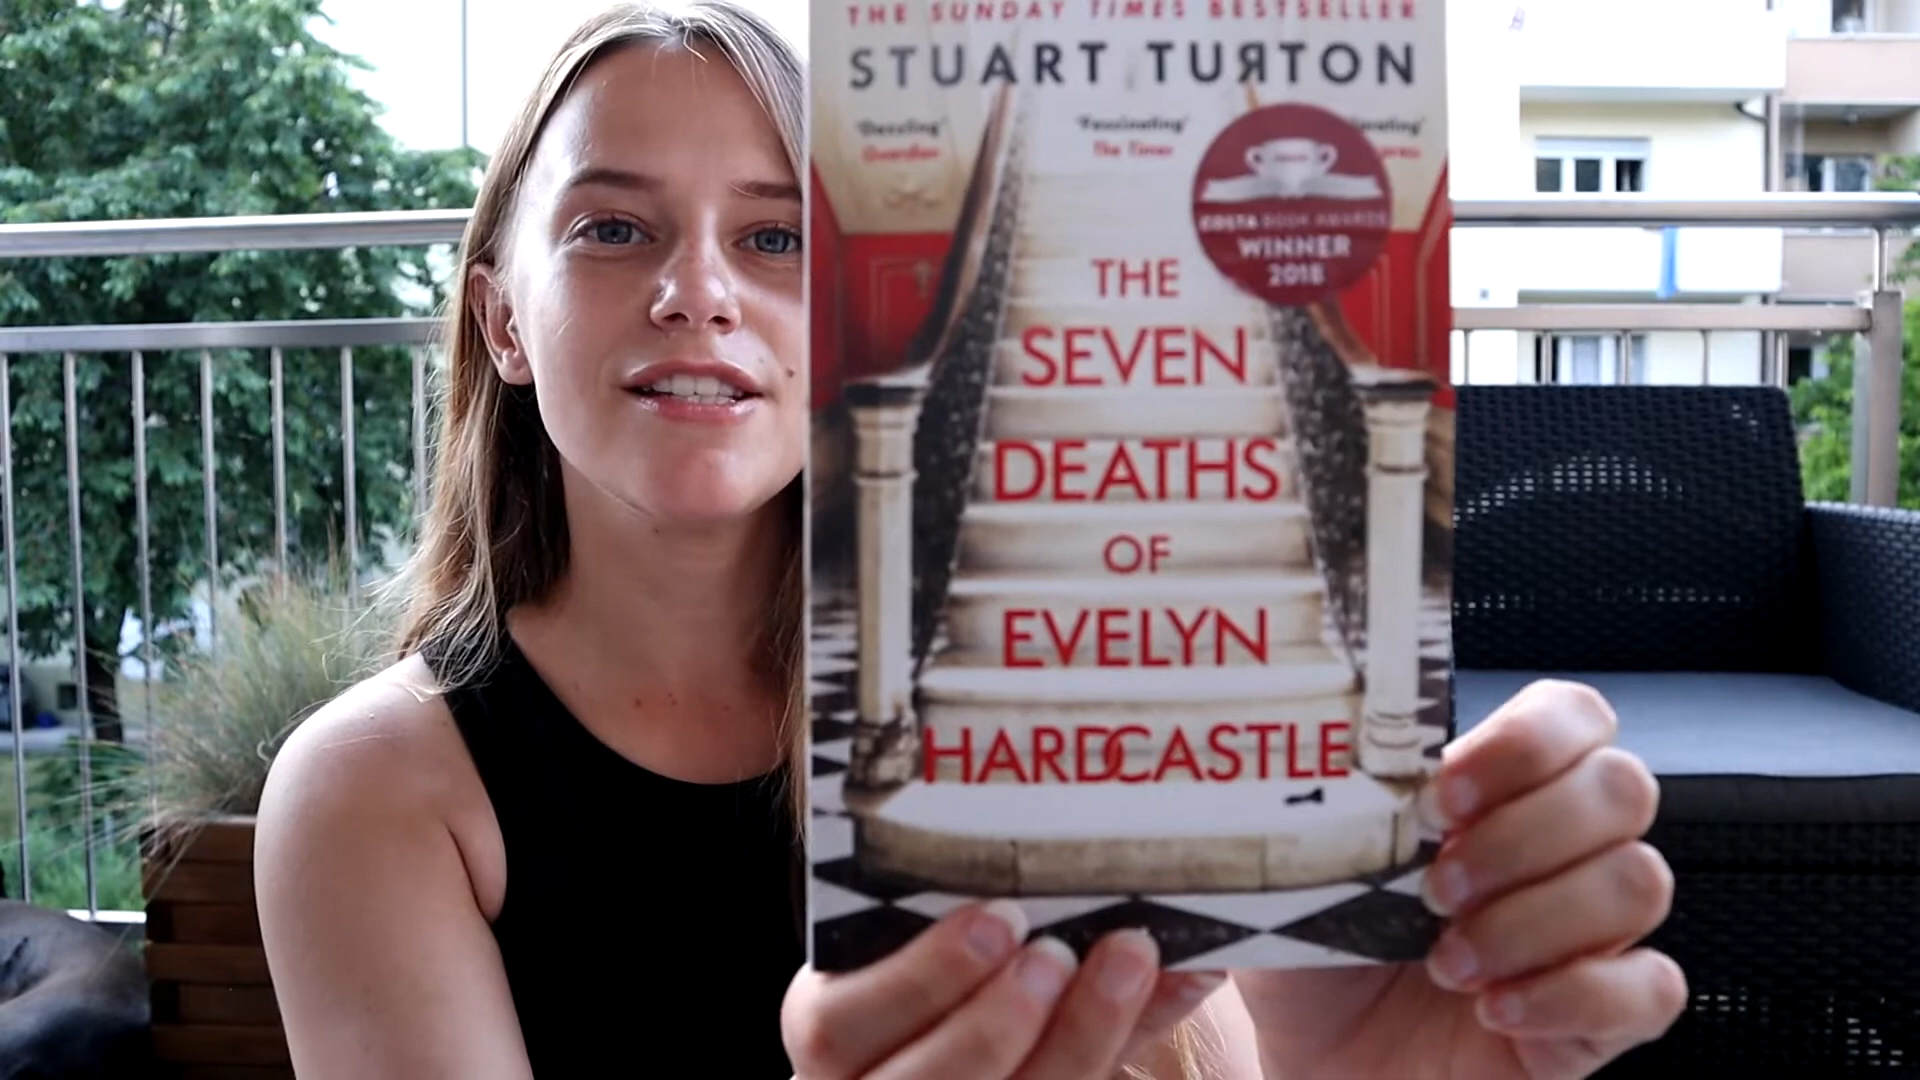 THE SUNDAY TIMES BESTSELLER
STUART TURTON
'Dazzling'
Guardian
'Fascinating'
The Times
COSTA BOOK AWARDS
WINNER
2018
THE
SEVEN
DEATHS
OF
EVELYN
HARDCASTLE